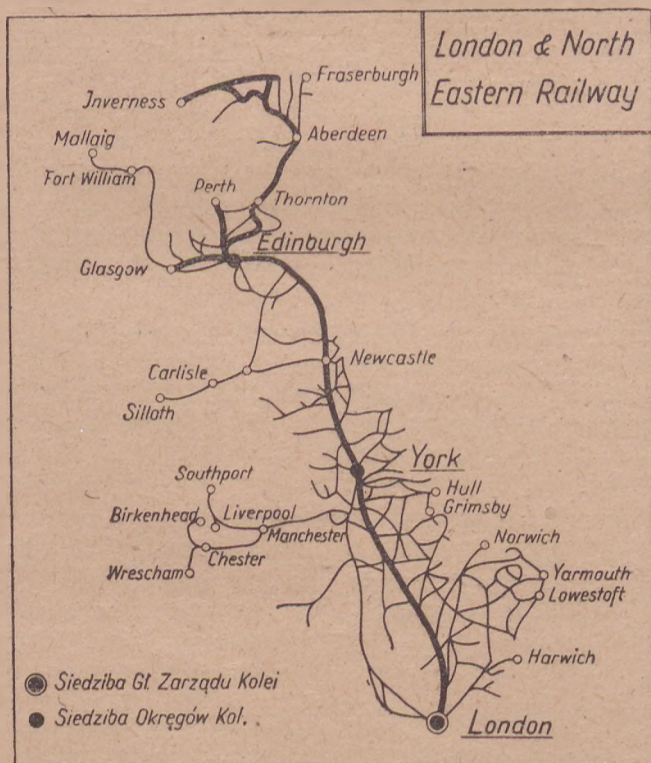 London & North
Eastern Railway
Fraserburgh
Inverness
Aberdeen
Mallaig
Fort William
Perth
Thornton
Edinburgh
Glasgow
Newcastle
Carlisle
Silloth
York
Southport
Hull
Grimsby
Birkenhead
Liverpool
Manchester
Norwich
Chester
Wrescham
Yarmouth
Lowestoft
Harwich
Siedziba Gł. Zarządu Kolei
Siedziba Okręgów Kol.
London